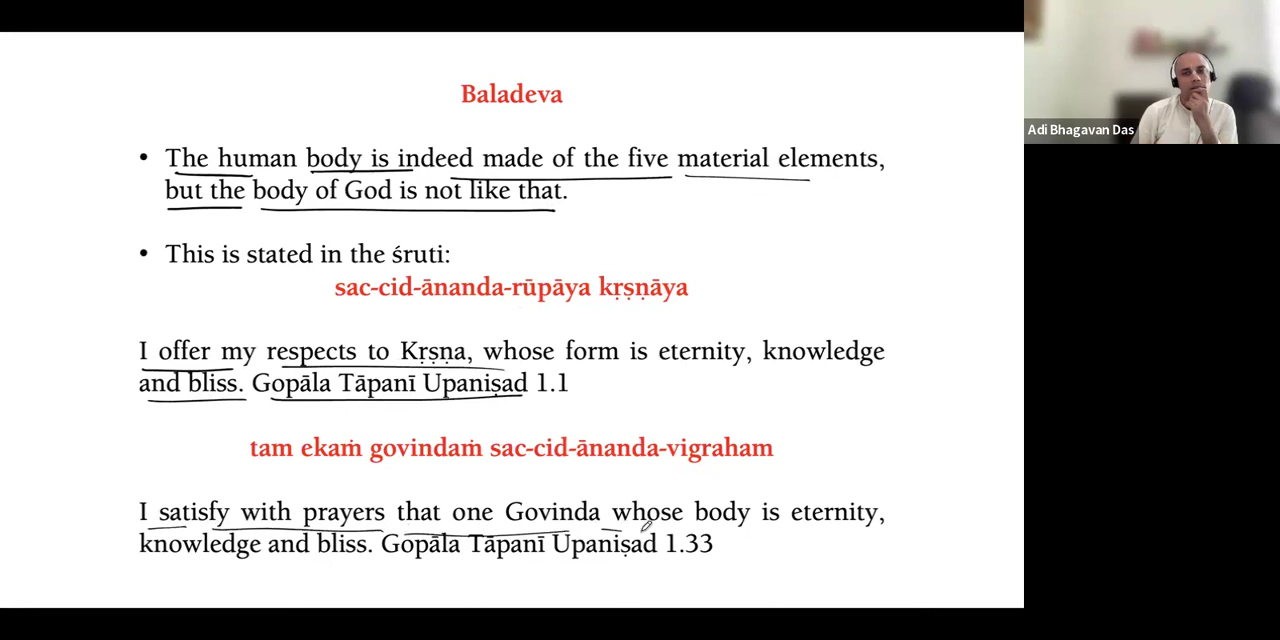 Baladeva
• The human body is indeed made of the five material elements,
but the body of God is not like that.
• This is stated in the śruti:
sac-cid-ānanda-rūpāya kṛṣṇāya
I offer my respects to Kṛṣṇa, whose form is eternity, knowledge
and bliss. Gopāla Tāpanī Upaniṣad 1.1
tam ekaṁ govindaṁ sac-cid-ānanda-vigraham
I satisfy with prayers that one Govinda whose body is eternity,
knowledge and bliss. Gopāla Tāpanī Upaniṣad 1.33
Adi Bhagavan Das